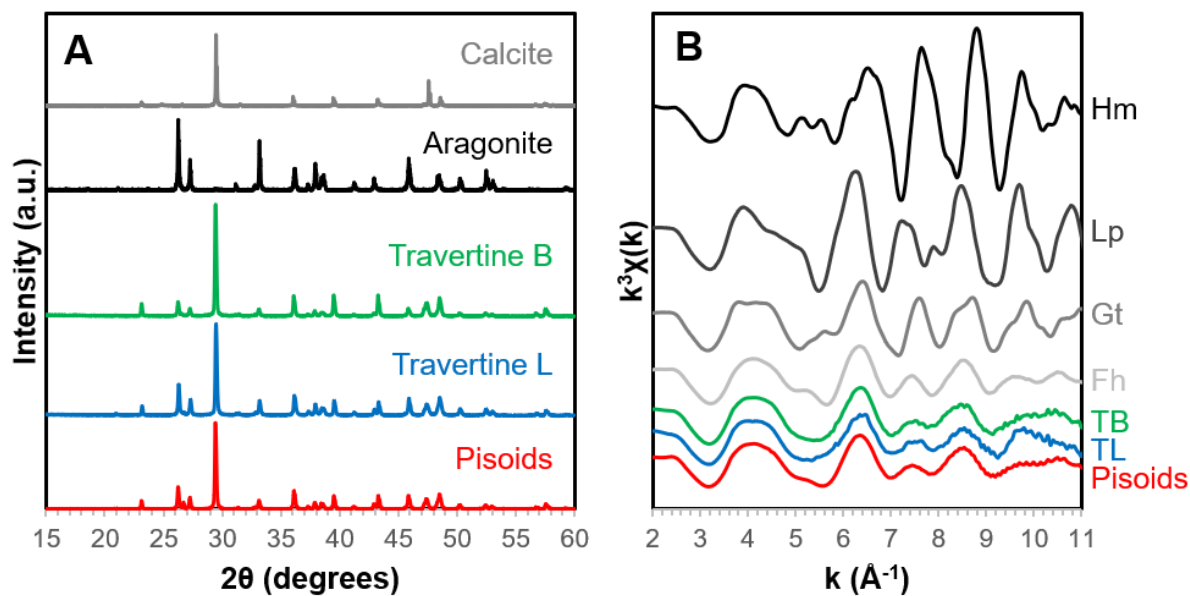 A
Calcite
Aragonite
Travertine B
Travertine L
Pisoids
Intensity (a.u.)
15 20 25 30 35 40 45 50 55 60
2θ (degrees)
B
Hm
Lp
Gt
Fh
TB
TL
Pisoids
k³χ(k)
2 3 4 5 6 7 8 9 10 11
k (Å⁻¹)